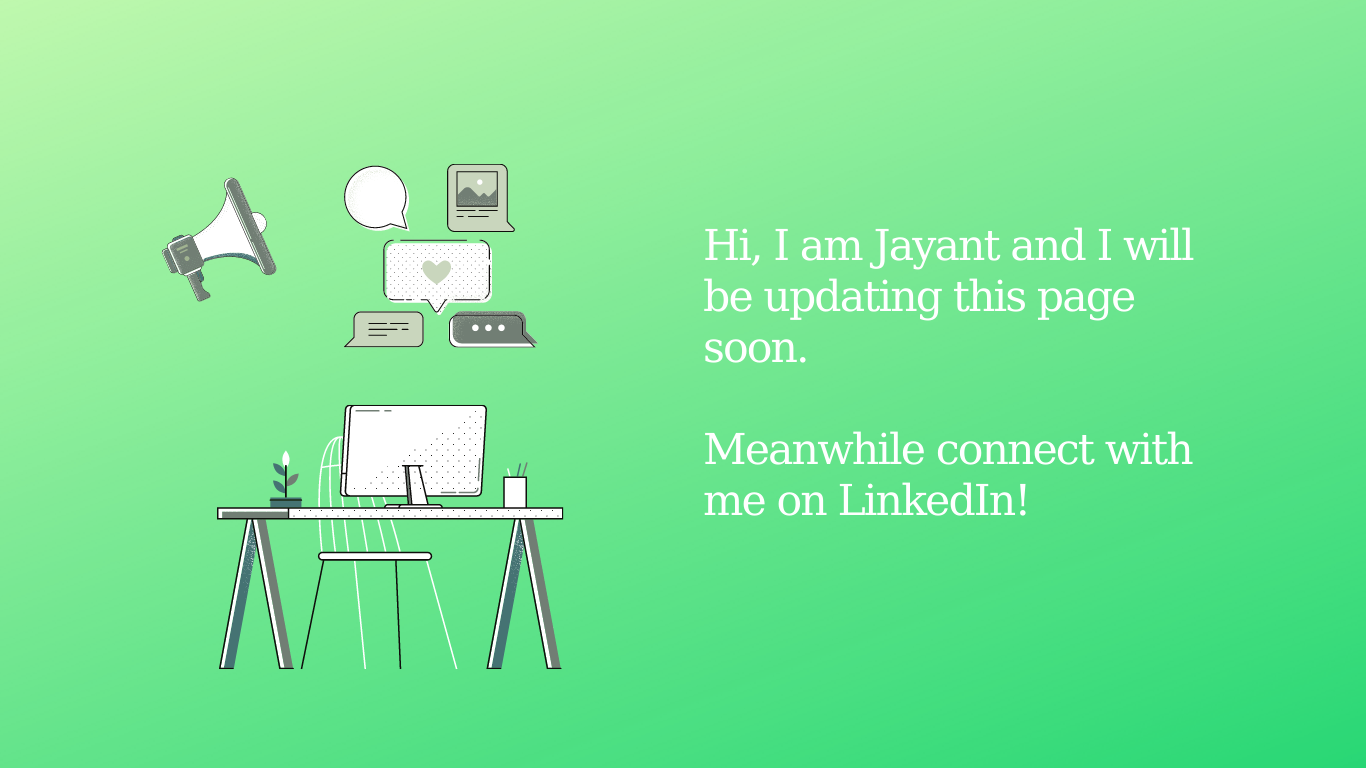 Hi, I am Jayant and I will
be updating this page
soon.
Meanwhile connect with
me on LinkedIn!